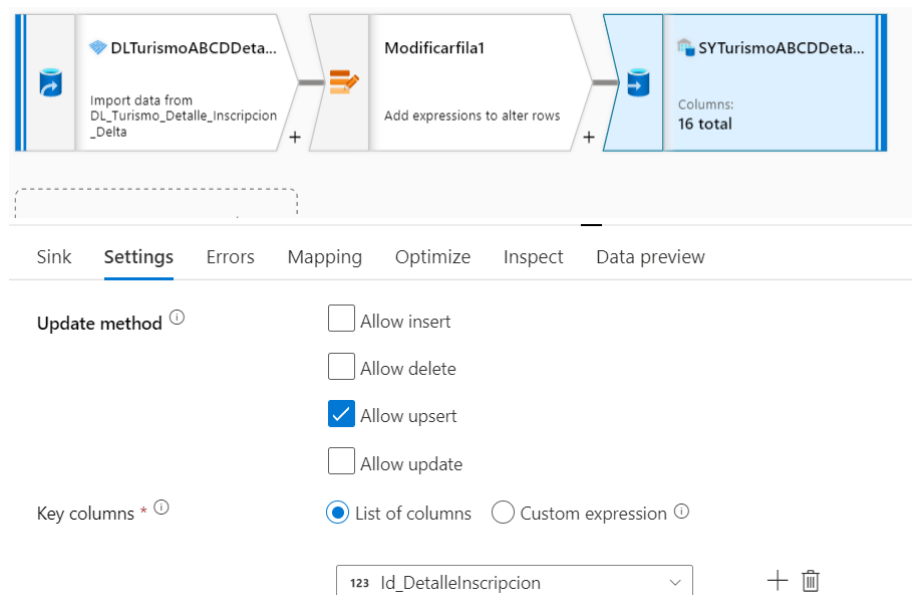 DLTurismoABCDDeta...
Import data from
DL_Turismo_Detalle_Inscripcion
_Delta
+
Modificarfila1
Add expressions to alter rows
+
SYTurismoABCDDeta...
Columns:
16 total
Sink Settings Errors Mapping Optimize Inspect Data preview
Update method
Allow insert
Allow delete
Allow upsert
Allow update
Key columns *
List of columns Custom expression
123 Id_DetalleInscripcion